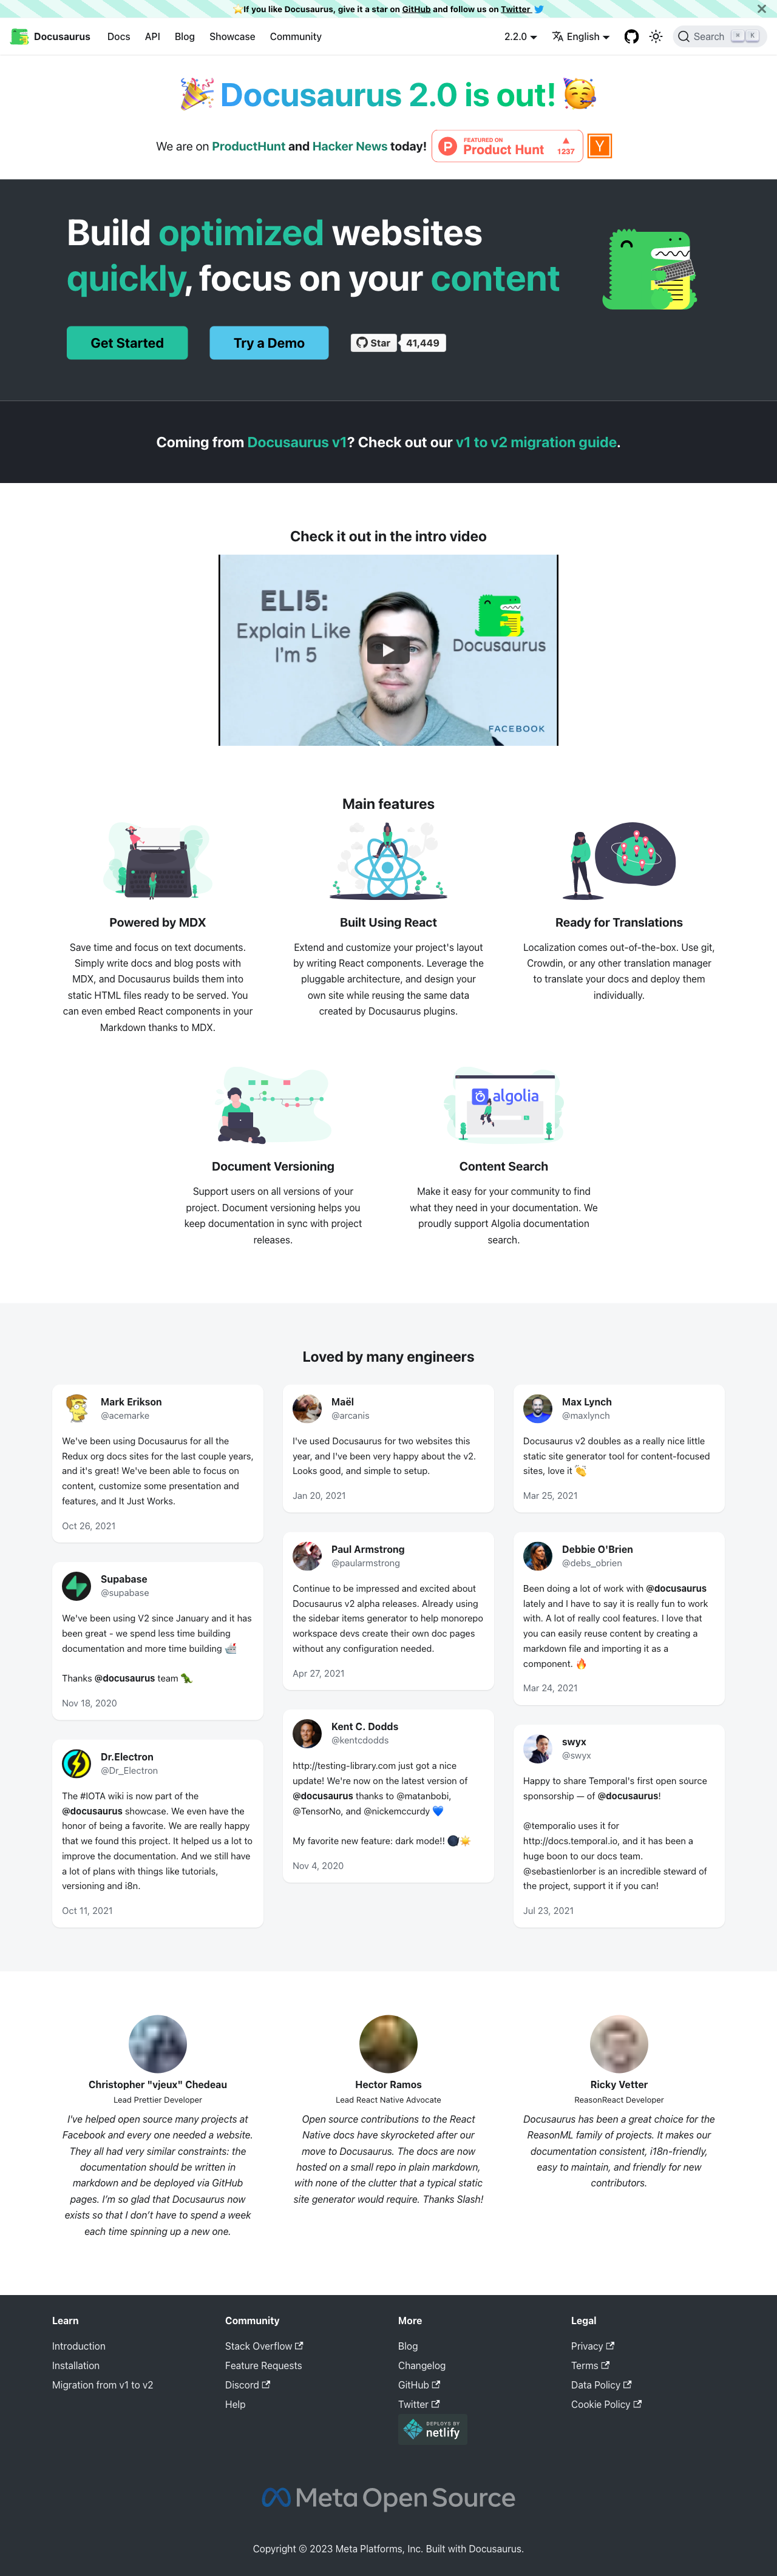 ⭐️If you like Docusaurus, give it a star on GitHub and follow us on Twitter 🐦
Docusaurus Docs API Blog Showcase Community 2.2.0 English Search ⌘ K
🎉 Docusaurus 2.0 is out! 🥳
We are on ProductHunt and Hacker News today! FEATURED ON Product Hunt 1237 Y
Build optimized websites
quickly, focus on your content
Get Started Try a Demo Star 41,449
Coming from Docusaurus v1? Check out our v1 to v2 migration guide.
Check it out in the intro video
ELI5:
Explain Like
I'm 5
Docusaurus
FACEBOOK
Main features
Powered by MDX
Save time and focus on text documents.
Simply write docs and blog posts with
MDX, and Docusaurus builds them into
static HTML files ready to be served. You
can even embed React components in your
Markdown thanks to MDX.
Built Using React
Extend and customize your project's layout
by writing React components. Leverage the
pluggable architecture, and design your
own site while reusing the same data
created by Docusaurus plugins.
Ready for Translations
Localization comes out-of-the-box. Use git,
Crowdin, or any other translation manager
to translate your docs and deploy them
individually.
Document Versioning
Support users on all versions of your
project. Document versioning helps you
keep documentation in sync with project
releases.
algolia
Content Search
Make it easy for your community to find
what they need in your documentation. We
proudly support Algolia documentation
search.
Loved by many engineers
Mark Erikson
@acemarke
We've been using Docusaurus for all the
Redux org docs sites for the last couple years,
and it's great! We've been able to focus on
content, customize some presentation and
features, and It Just Works.
Oct 26, 2021
Supabase
@supabase
We've been using V2 since January and it has
been great - we spend less time building
documentation and more time building 🚢
Thanks @docusaurus team 🦖
Nov 18, 2020
Dr.Electron
@Dr_Electron
The #IOTA wiki is now part of the
@docusaurus showcase. We even have the
honor of being a favorite. We are really happy
that we found this project. It helped us a lot to
improve the documentation. And we still have
a lot of plans with things like tutorials,
versioning and i8n.
Oct 11, 2021
Maël
@arcanis
I've used Docusaurus for two websites this
year, and I've been very happy about the v2.
Looks good, and simple to setup.
Jan 20, 2021
Paul Armstrong
@paularmstrong
Continue to be impressed and excited about
Docusaurus v2 alpha releases. Already using
the sidebar items generator to help monorepo
workspace devs create their own doc pages
without any configuration needed.
Apr 27, 2021
Kent C. Dodds
@kentcdodds
http://testing-library.com just got a nice
update! We're now on the latest version of
@docusaurus thanks to @matanbobi,
@TensorNo, and @nickemccurdy 💙
My favorite new feature: dark mode!! 🌑☀️
Nov 4, 2020
Max Lynch
@maxlynch
Docusaurus v2 doubles as a really nice little
static site generator tool for content-focused
sites, love it 👏
Mar 25, 2021
Debbie O'Brien
@debs_obrien
Been doing a lot of work with @docusaurus
lately and I have to say it is really fun to work
with. A lot of really cool features. I love that
you can easily reuse content by creating a
markdown file and importing it as a
component. 🔥
Mar 24, 2021
swyx
@swyx
Happy to share Temporal's first open source
sponsorship — of @docusaurus!
@temporalio uses it for
http://docs.temporal.io, and it has been a
huge boon to our docs team.
@sebastienlorber is an incredible steward of
the project, support it if you can!
Jul 23, 2021
Christopher "vjeux" Chedeau
Lead Prettier Developer
I've helped open source many projects at
Facebook and every one needed a website.
They all had very similar constraints: the
documentation should be written in
markdown and be deployed via GitHub
pages. I'm so glad that Docusaurus now
exists so that I don't have to spend a week
each time spinning up a new one.
Hector Ramos
Lead React Native Advocate
Open source contributions to the React
Native docs have skyrocketed after our
move to Docusaurus. The docs are now
hosted on a small repo in plain markdown,
with none of the clutter that a typical static
site generator would require. Thanks Slash!
Ricky Vetter
ReasonReact Developer
Docusaurus has been a great choice for the
ReasonML family of projects. It makes our
documentation consistent, i18n-friendly,
easy to maintain, and friendly for new
contributors.
Learn
Introduction
Installation
Migration from v1 to v2
Community
Stack Overflow
Feature Requests
Discord
Help
More
Blog
Changelog
GitHub
Twitter
DEPLOYS BY
netlify
Legal
Privacy
Terms
Data Policy
Cookie Policy
Meta Open Source
Copyright © 2023 Meta Platforms, Inc. Built with Docusaurus.